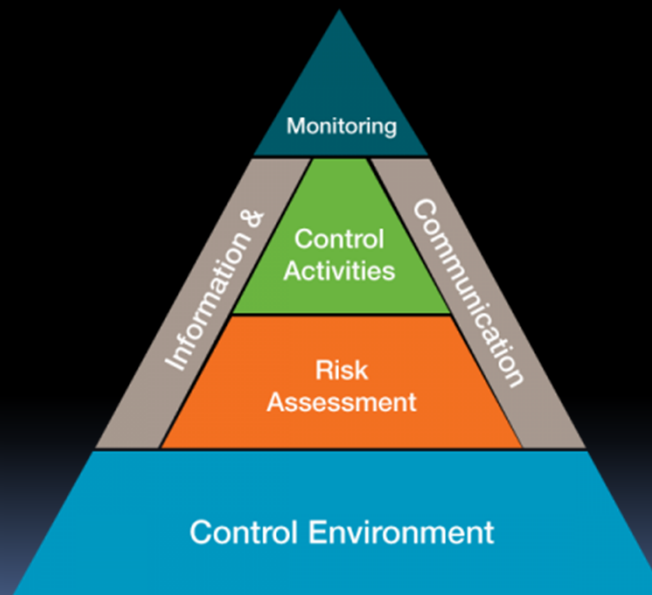 Monitoring
Information &
Control
Activities
Communication
Risk
Assessment
Control Environment